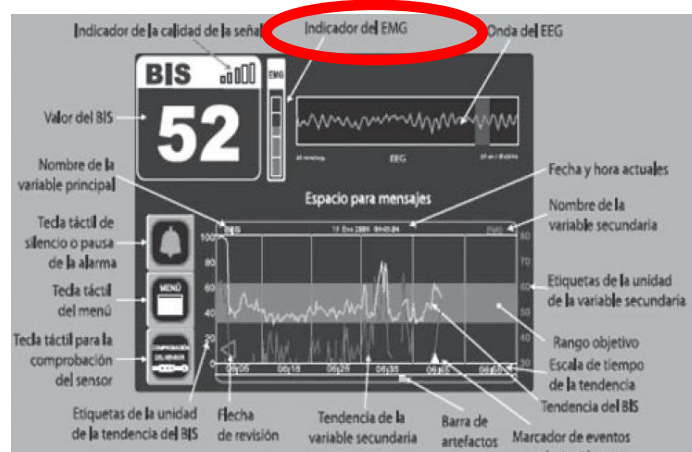 Indicador de la calidad de la señal
Indicador del EMG
Onda del EEG
BIS
EMG
Valor del BIS
52
EEG
Nombre de la
variable principal
Espacio para mensajes
Fecha y hora actuales
Nombre de la
variable secundaria
Tecla táctil de
silencio o pausa
de la alarma
100
80
60
40
20
0
80
70
60
50
40
30
MENÚ
Tecla táctil
del menú
Etiquetas de la unidad
de la variable secundaria
Tecla táctil para la
comprobación
del sensor
Rango objetivo
Escala de tiempo
de la tendencia
Tendencia del BIS
Etiquetas de la unidad
de la tendencia del BIS
Flecha
de revisión
Tendencia de la
variable secundaria
Barra de
artefactos
Marcador de eventos